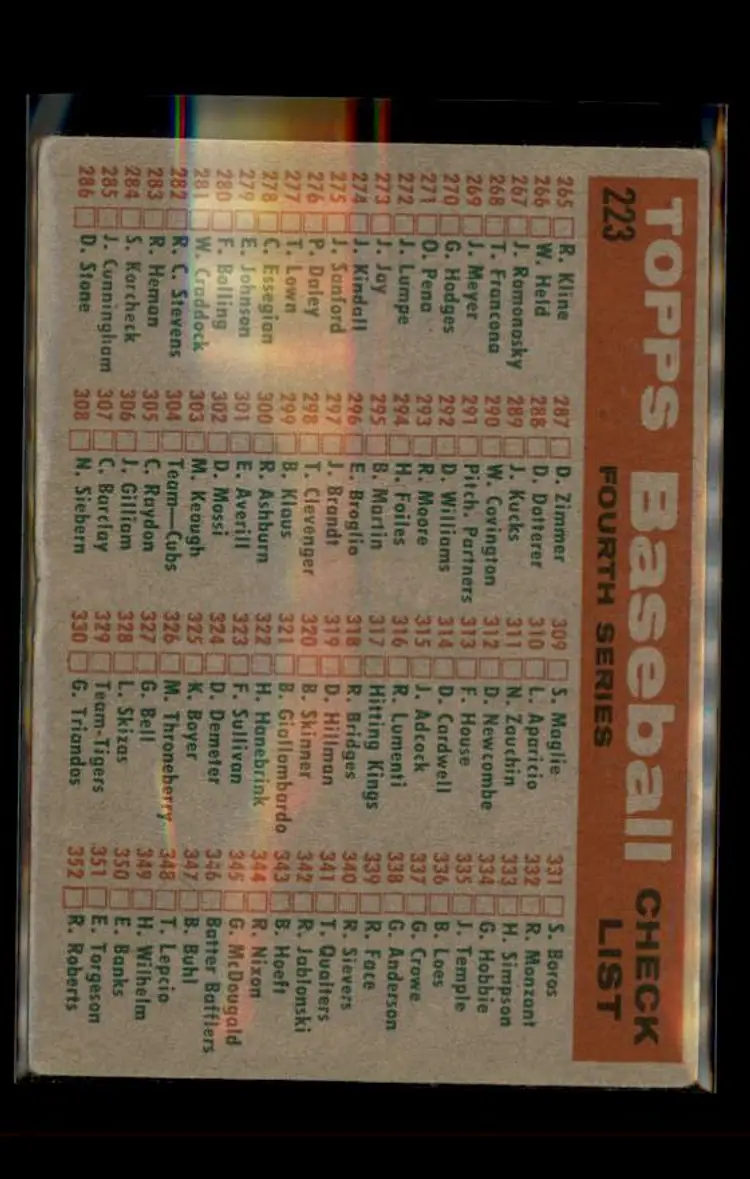 TOPPS Baseball CHECK LIST
223 FOURTH SERIES
265 R. Kline
266 W. Held
267 J. Romonosky
268 T. Francona
269 J. Meyer
270 G. Hodges
271 O. Pena
272 J. Lumpe
273 J. Jay
274 J. Kindall
275 J. Sanford
276 P. Daley
277 T. Lown
278 C. Essegian
279 E. Johnson
280 F. Bolling
281 W. Craddock
282 R. C. Stevens
283 R. Heman
284 S. Korcheck
285 J. Cunningham
286 D. Stone
287 D. Zimmer
288 D. Dotterer
289 J. Kucks
290 W. Covington
291 Pitch. Partners
292 D. Williams
293 R. Moore
294 H. Foiles
295 B. Martin
296 E. Broglio
297 J. Brandt
298 T. Clevenger
299 B. Klaus
300 R. Ashburn
301 E. Averill
302 D. Mossi
303 M. Keough
304 Team—Cubs
305 C. Raydon
306 J. Gilliam
307 C. Barclay
308 N. Siebern
309 S. Maglie
310 L. Aparicio
311 N. Zauchin
312 D. Newcombe
313 F. House
314 D. Cardwell
315 J. Adcock
316 R. Lumenti
317 Hitting Kings
318 R. Bridges
319 D. Hillman
320 B. Skinner
321 B. Giallombardo
322 H. Hanebrink
323 F. Sullivan
324 D. Demeter
325 K. Boyer
326 M. Throneberry
327 G. Bell
328 L. Skizas
329 Team-Tigers
330 G. Triandos
331 S. Boros
332 R. Monzant
333 H. Simpson
334 G. Hobbie
335 J. Temple
336 B. Loes
337 G. Crowe
338 G. Anderson
339 R. Face
340 R. Sievers
341 T. Qualters
342 R. Jablonski
343 B. Hoeft
344 R. Nixon
345 G. McDougald
346 Batter Bafflers
347 B. Buhl
348 T. Lepcio
349 H. Wilhelm
350 E. Banks
351 E. Torgeson
352 R. Roberts